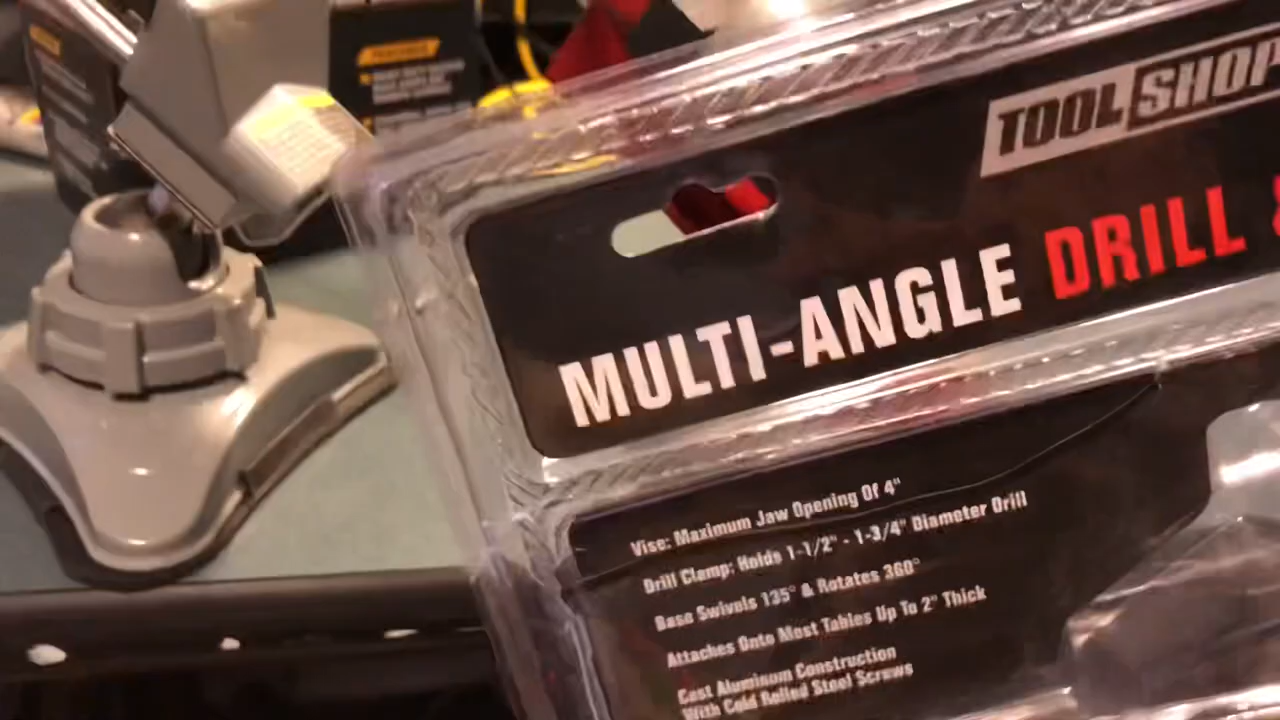 TOOL SHOP
MULTI-ANGLE DRILL
Vise: Maximum Jaw Opening Of 4"
Drill Clamp: Holds 1-1/2" - 1-3/4" Diameter Drill
Base Swivels 135° & Rotates 360°
Attaches Onto Most Tables Up To 2" Thick
Cast Aluminum Construction
With Cold Rolled Steel Screws